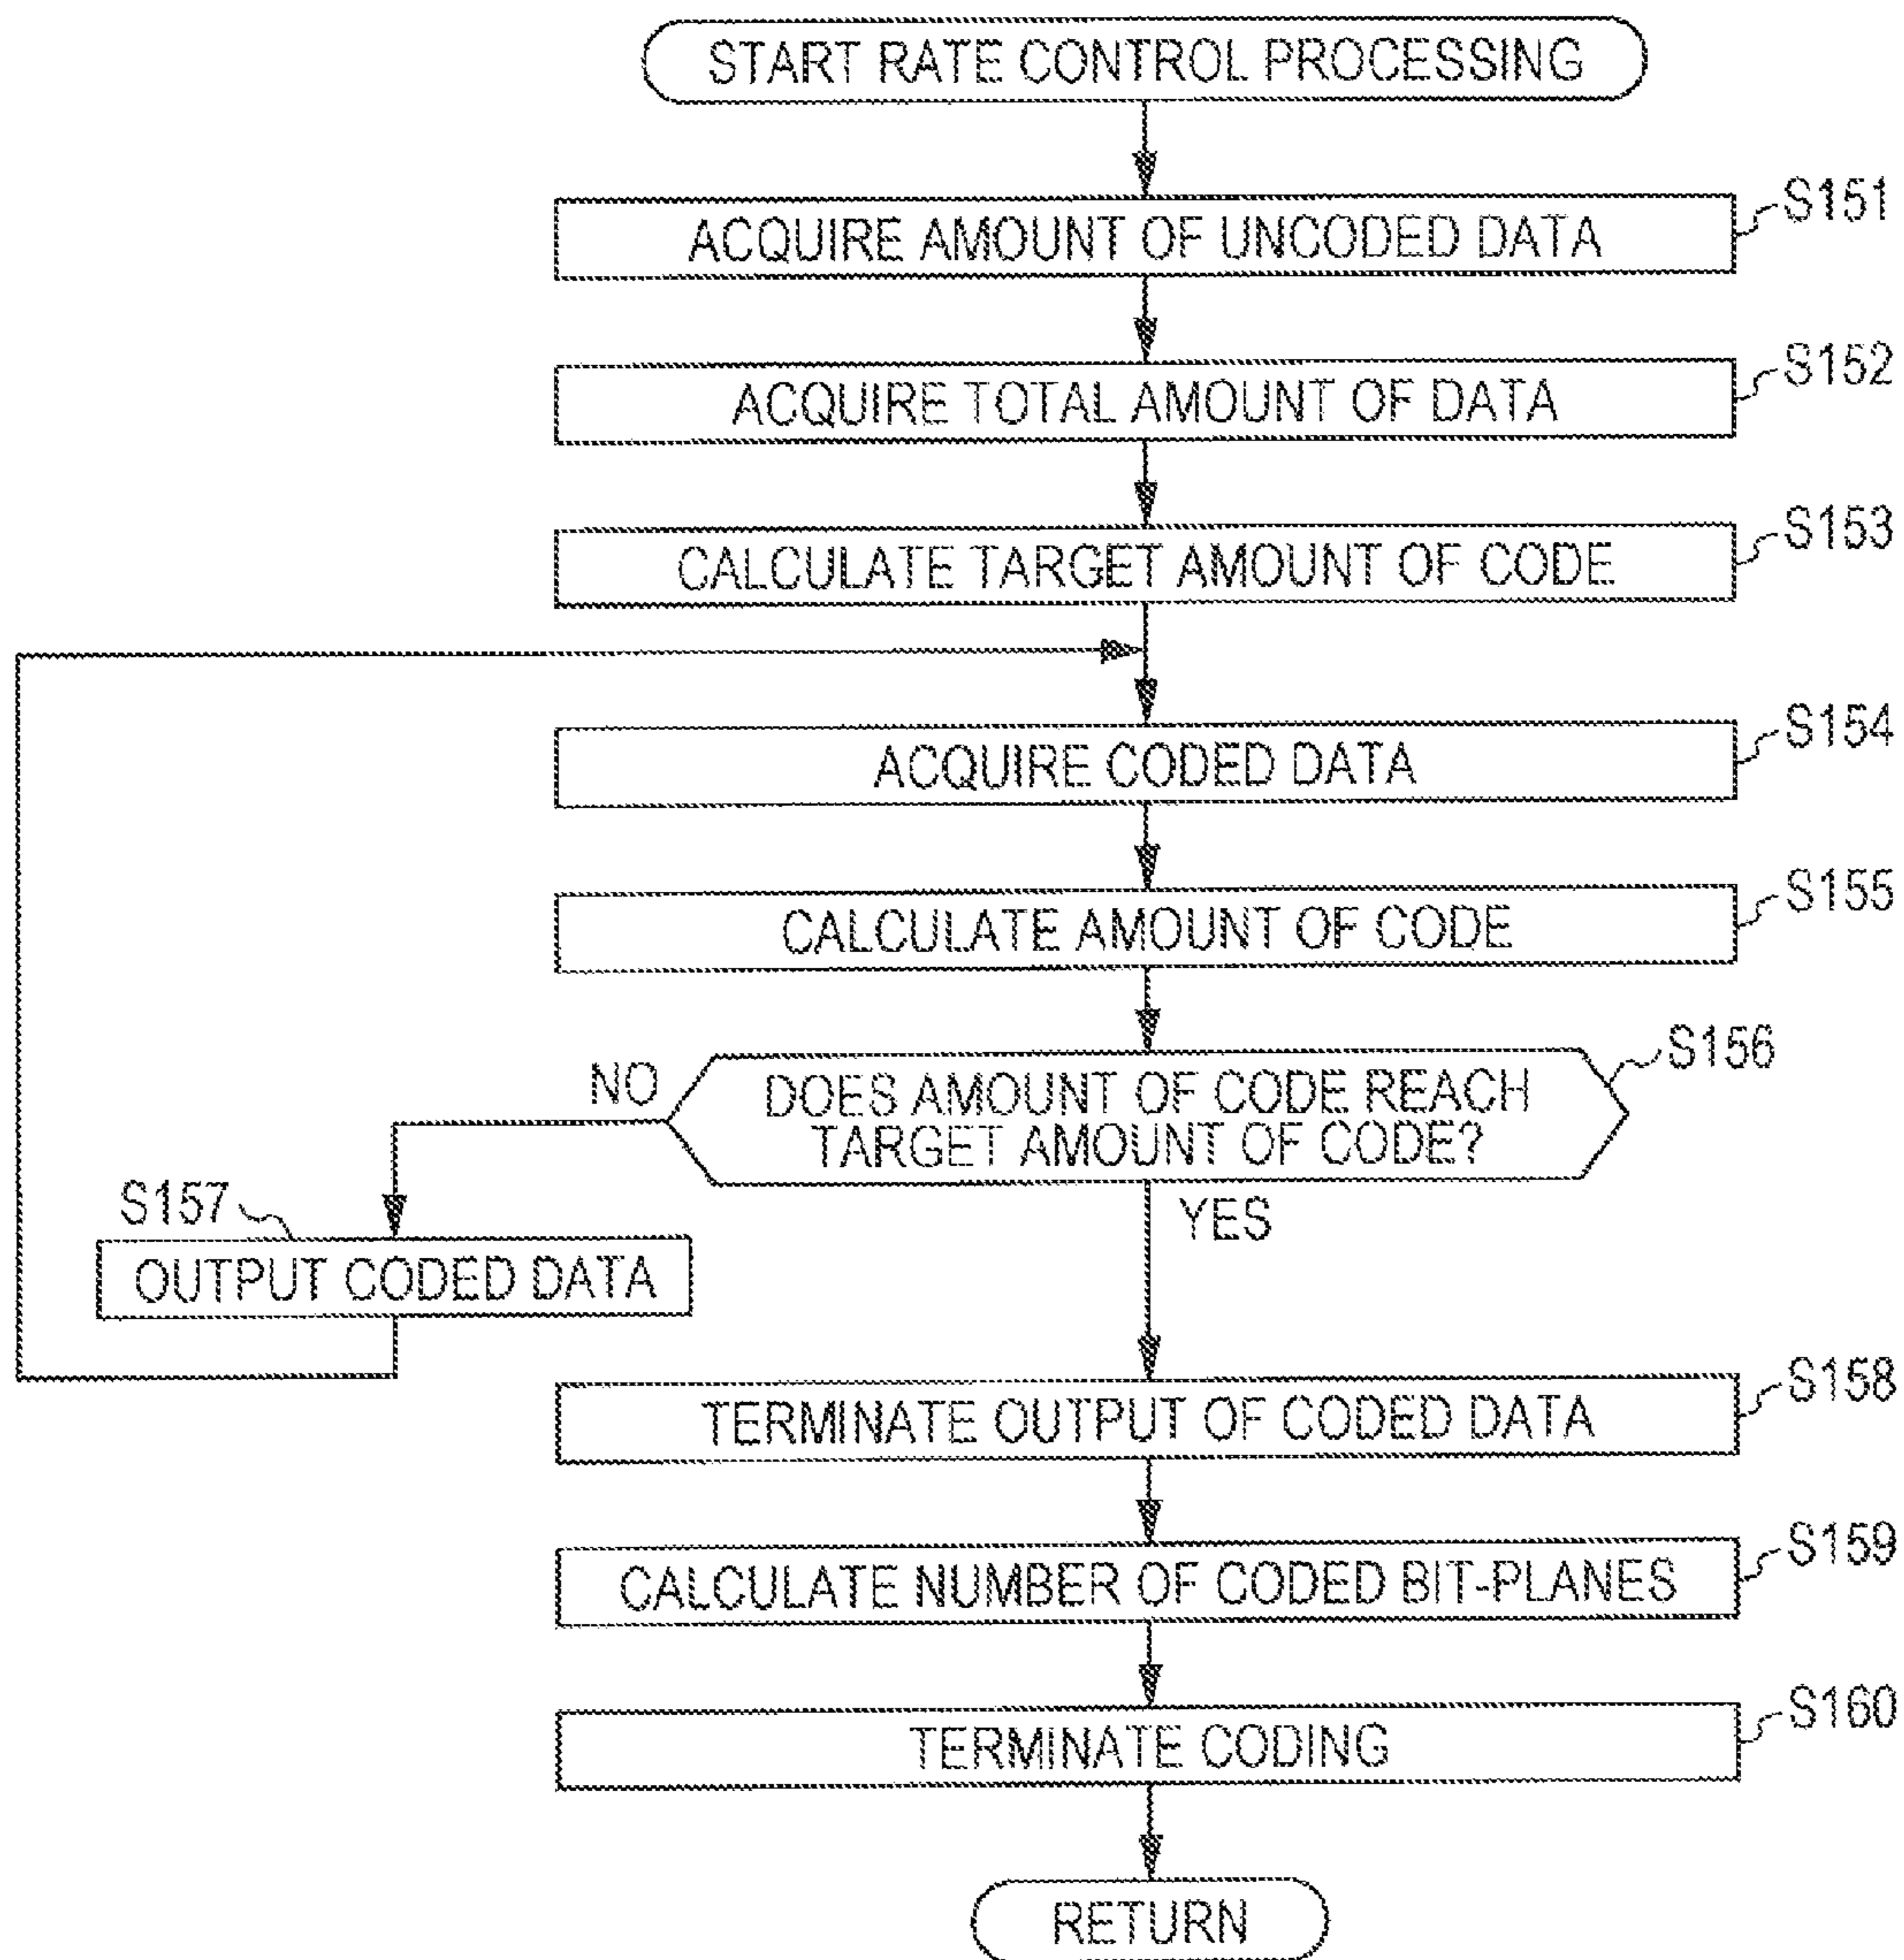 START RATE CONTROL PROCESSING
S151
ACQUIRE AMOUNT OF UNCODED DATA
S152
ACQUIRE TOTAL AMOUNT OF DATA
S153
CALCULATE TARGET AMOUNT OF CODE
S154
ACQUIRE CODED DATA
S155
CALCULATE AMOUNT OF CODE
S156
NO
DOES AMOUNT OF CODE REACH
TARGET AMOUNT OF CODE?
S157
YES
OUTPUT CODED DATA
S158
TERMINATE OUTPUT OF CODED DATA
S159
CALCULATE NUMBER OF CODED BIT-PLANES
S160
TERMINATE CODING
RETURN